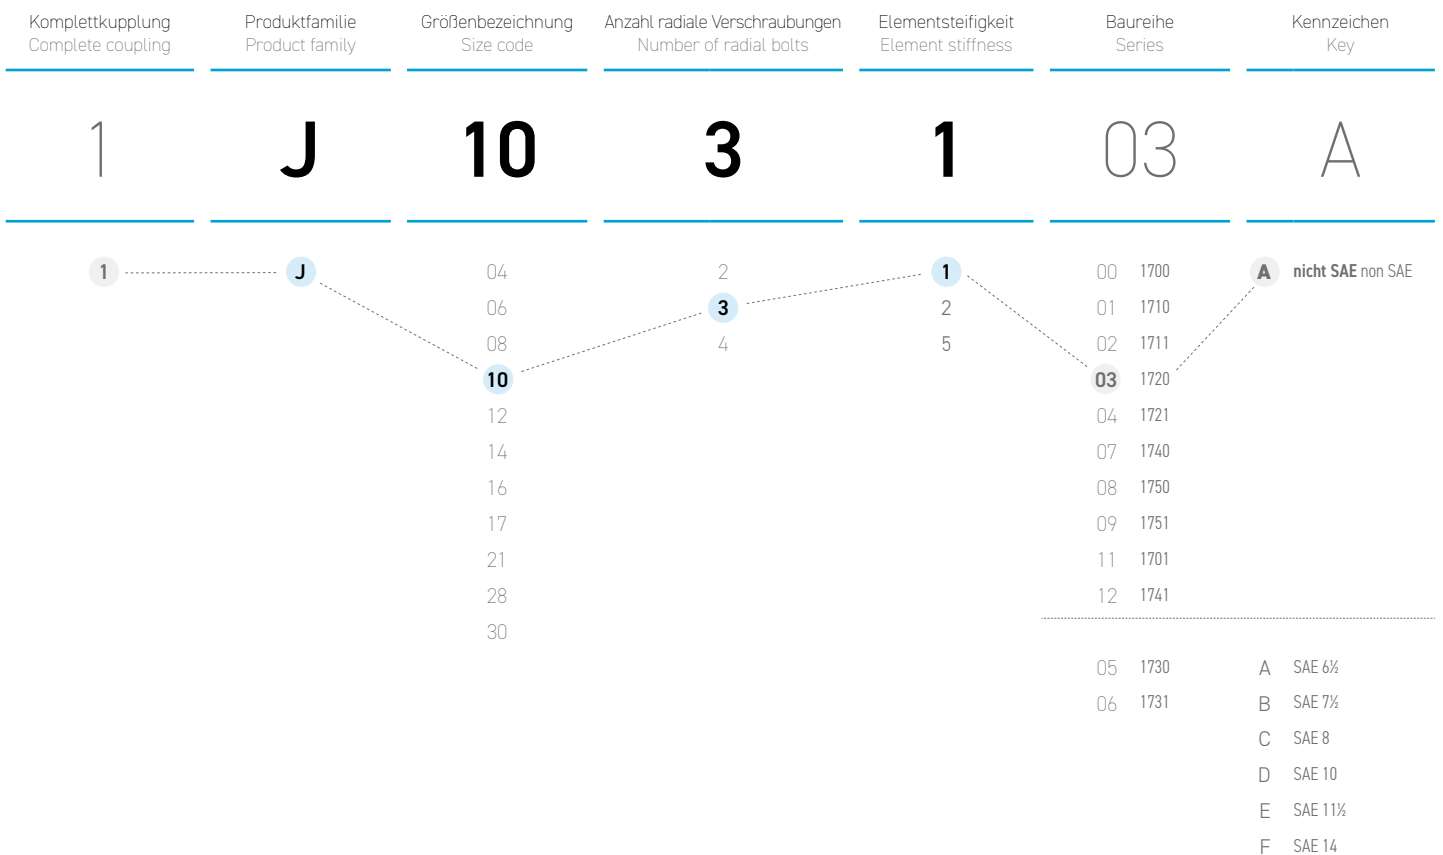 Komplettkupplung Produktfamilie Größenbezeichnung Anzahl radiale Verschraubungen Elementsteifigkeit Baureihe Kennzeichen
Complete coupling Product family Size code Number of radial bolts Element stiffness Series Key
1 J 10 3 1 03 A
1 J 04 2 1 00 1700 A nicht SAE non SAE
06 3 2 01 1710
08 4 5 02 1711
10 03 1720
12 04 1721
14 07 1740
16 08 1750
17 09 1751
21 11 1701
28 12 1741
30
05 1730 A SAE 6½
06 1731 B SAE 7½
C SAE 8
D SAE 10
E SAE 11½
F SAE 14